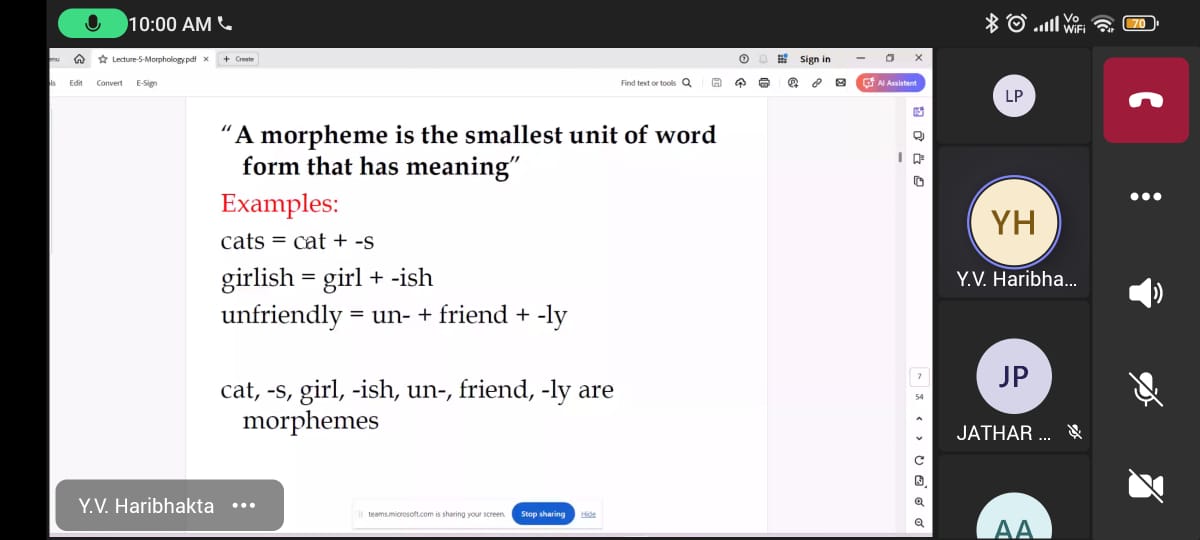 10:00 AM
Vo
WiFi
70
Lecture-5-Morphology.pdf × + Create
Sign in
Edit Convert E-Sign
Find text or tools
AI Assistant
“A morpheme is the smallest unit of word
form that has meaning”
Examples:
cats = cat + -s
girlish = girl + -ish
unfriendly = un- + friend + -ly
cat, -s, girl, -ish, un-, friend, -ly are
morphemes
7
54
teams.microsoft.com is sharing your screen. Stop sharing Hide
Y.V. Haribhakta
LP
YH
Y.V. Haribha...
JP
JATHAR ...
AA